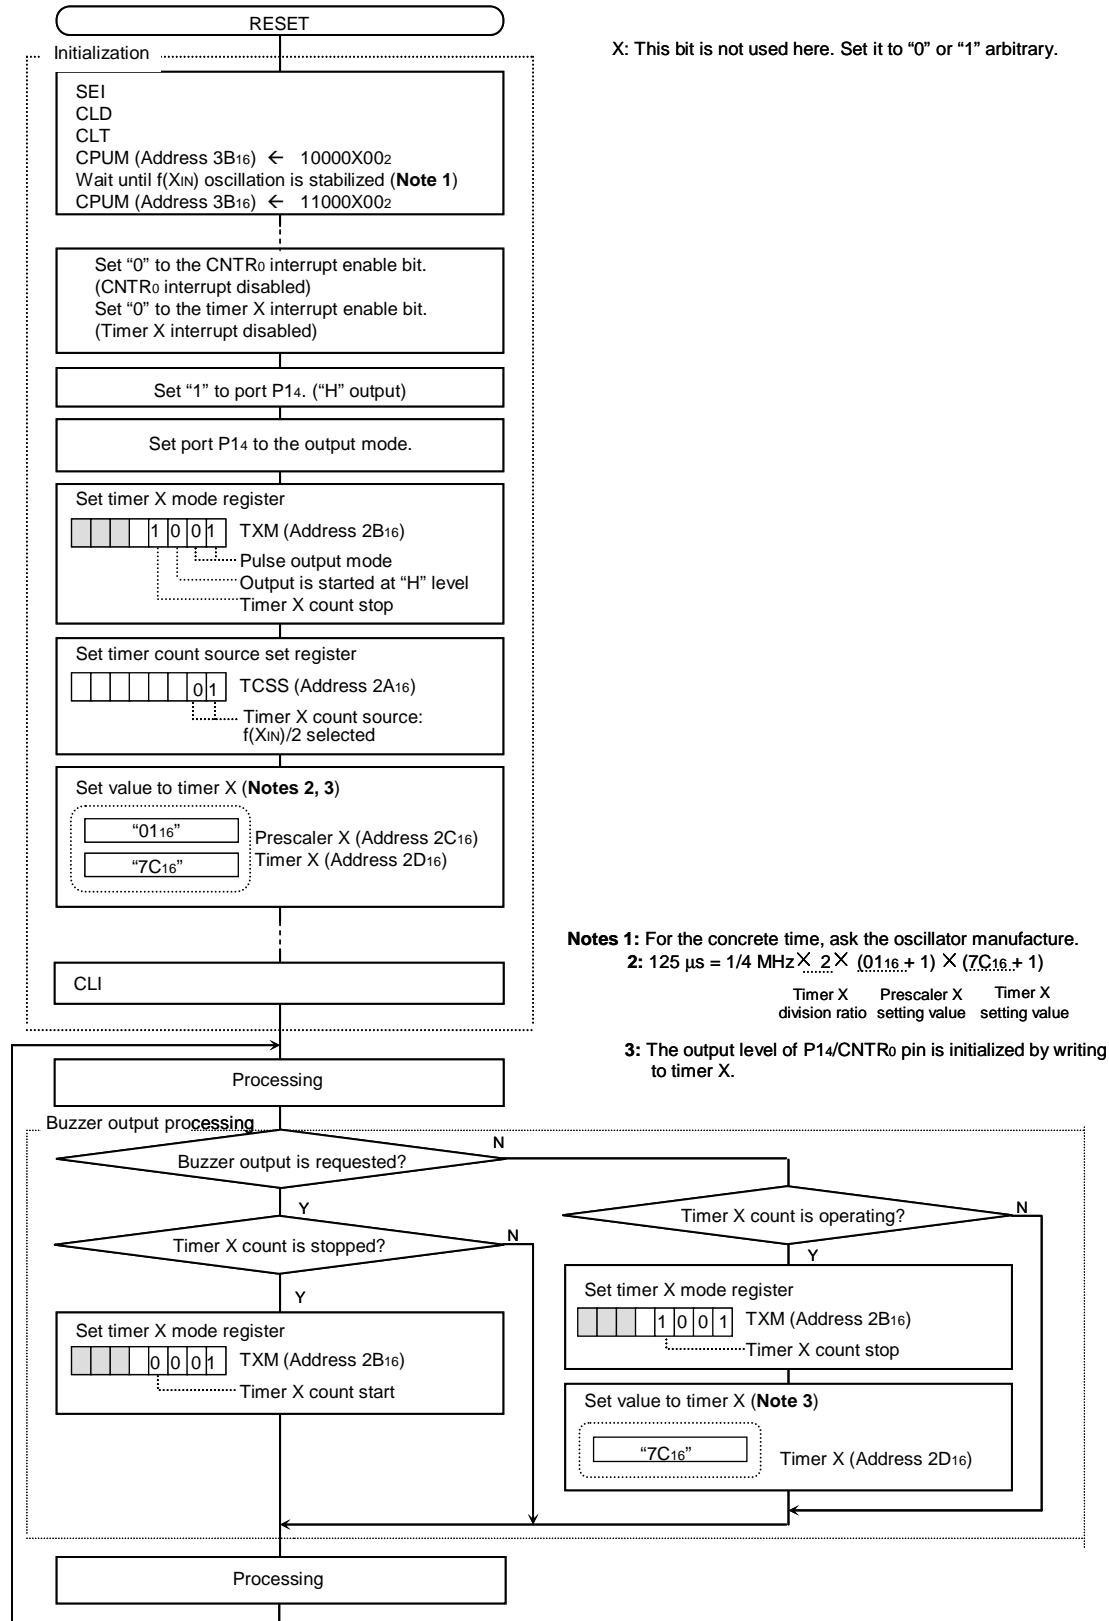 RESET
X: This bit is not used here. Set it to “0” or “1” arbitrary.
Initialization
SEI
CLD
CLT
CPUM (Address 3B16) ← 10000X002
Wait until f(XIN) oscillation is stabilized (Note 1)
CPUM (Address 3B16) ← 11000X002
Set “0” to the CNTR0 interrupt enable bit.
(CNTR0 interrupt disabled)
Set “0” to the timer X interrupt enable bit.
(Timer X interrupt disabled)
Set “1” to port P14. (“H” output)
Set port P14 to the output mode.
Set timer X mode register
1 0 0 1 TXM (Address 2B16)
Pulse output mode
Output is started at “H” level
Timer X count stop
Set timer count source set register
0 1 TCSS (Address 2A16)
Timer X count source:
f(XIN)/2 selected
Set value to timer X (Notes 2, 3)
“0116”
Prescaler X (Address 2C16)
“7C16”
Timer X (Address 2D16)
CLI
Notes 1: For the concrete time, ask the oscillator manufacture.
2: 125 µs = 1/4 MHz × 2 × (0116 + 1) × (7C16 + 1)
Timer X division ratio
Prescaler X setting value
Timer X setting value
3: The output level of P14/CNTR0 pin is initialized by writing
to timer X.
Processing
Buzzer output processing
Buzzer output is requested?
N
Y
Timer X count is operating?
N
Y
Timer X count is stopped?
N
Y
Set timer X mode register
1 0 0 1 TXM (Address 2B16)
Timer X count stop
Set timer X mode register
0 0 0 1 TXM (Address 2B16)
Timer X count start
Set value to timer X (Note 3)
“7C16”
Timer X (Address 2D16)
Processing